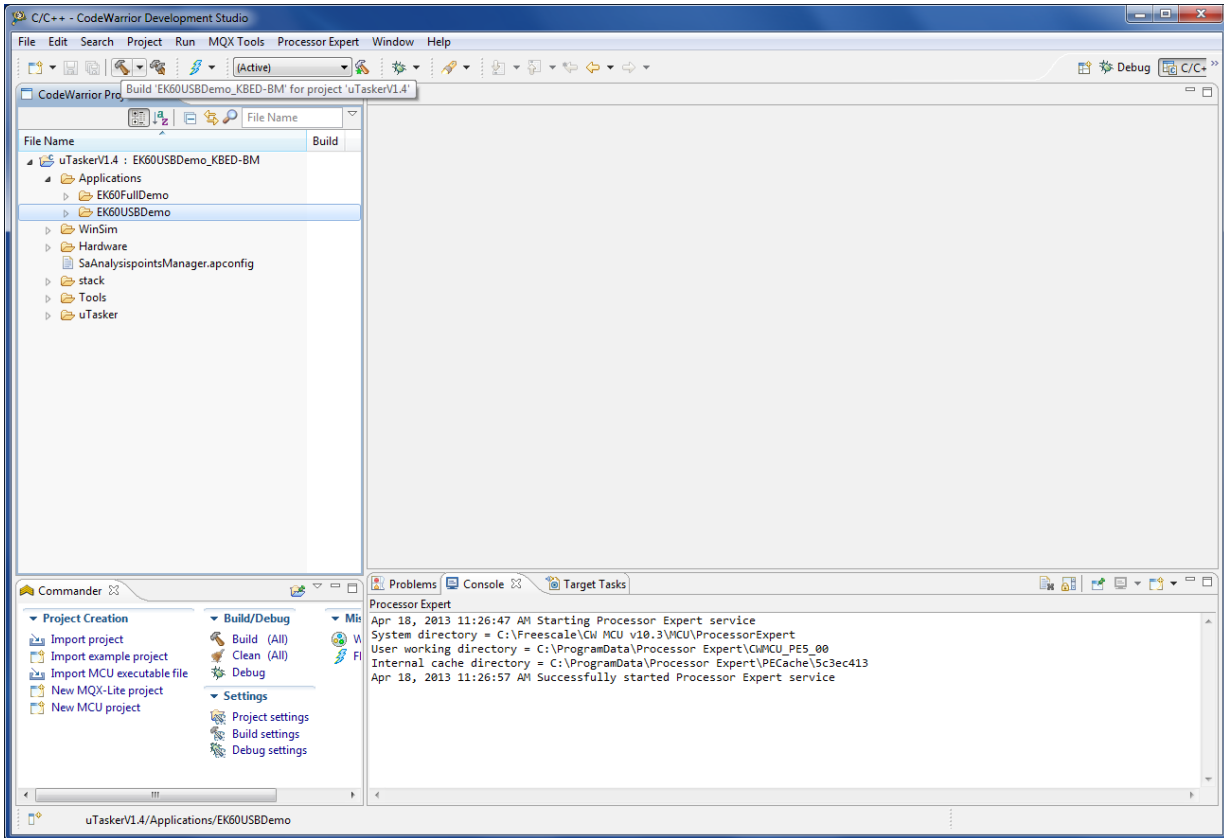 C/C++ - CodeWarrior Development Studio
File Edit Search Project Run MQX Tools Processor Expert Window Help
(Active)
Debug C/C+ »
Build 'EK60USBDemo_KBED-BM' for project 'uTaskerV1.4'
CodeWarrior Proj
File Name
File Name Build
uTaskerV1.4 : EK60USBDemo_KBED-BM
Applications
EK60FullDemo
EK60USBDemo
WinSim
Hardware
SaAnalysispointsManager.apconfig
stack
Tools
uTasker
Commander
Project Creation
Import project
Import example project
Import MCU executable file
New MQX-Lite project
New MCU project
Build/Debug
Build (All)
Clean (All)
Debug
Settings
Project settings
Build settings
Debug settings
Mis
W
Fl
Problems Console Target Tasks
Processor Expert
Apr 18, 2013 11:26:47 AM Starting Processor Expert service
System directory = C:\Freescale\CW MCU v10.3\MCU\ProcessorExpert
User working directory = C:\ProgramData\Processor Expert\CWMCU_PE5_00
Internal cache directory = C:\ProgramData\Processor Expert\PECache\5c3ec413
Apr 18, 2013 11:26:57 AM Successfully started Processor Expert service
uTaskerV1.4/Applications/EK60USBDemo